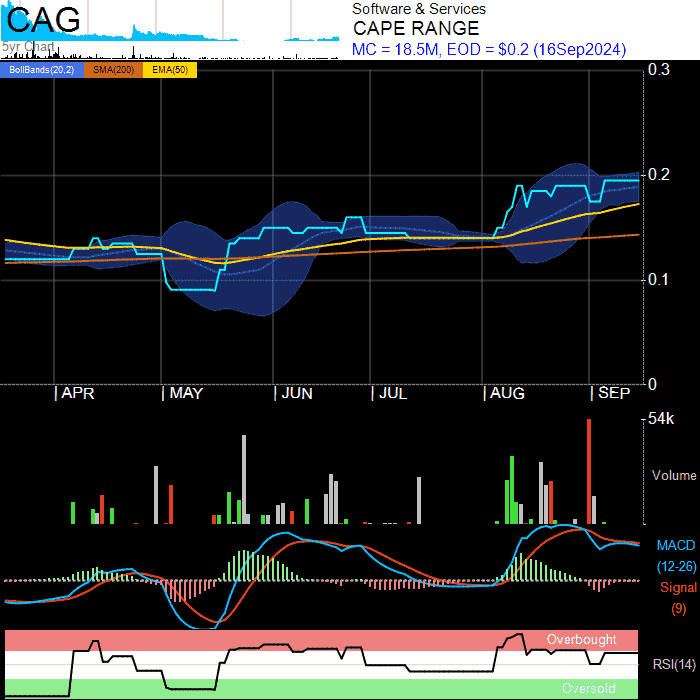 CAG
5yr Chart
Software & Services
CAPE RANGE
MC = 18.5M, EOD = $0.2 (16Sep2024)
BollBands(20,2) SMA(200) EMA(50)
0.3
0.2
0.1
0
| APR | MAY | JUN | JUL | AUG | SEP
54k
Volume
MACD
(12-26)
Signal
(9)
Overbought
RSI(14)
Oversold